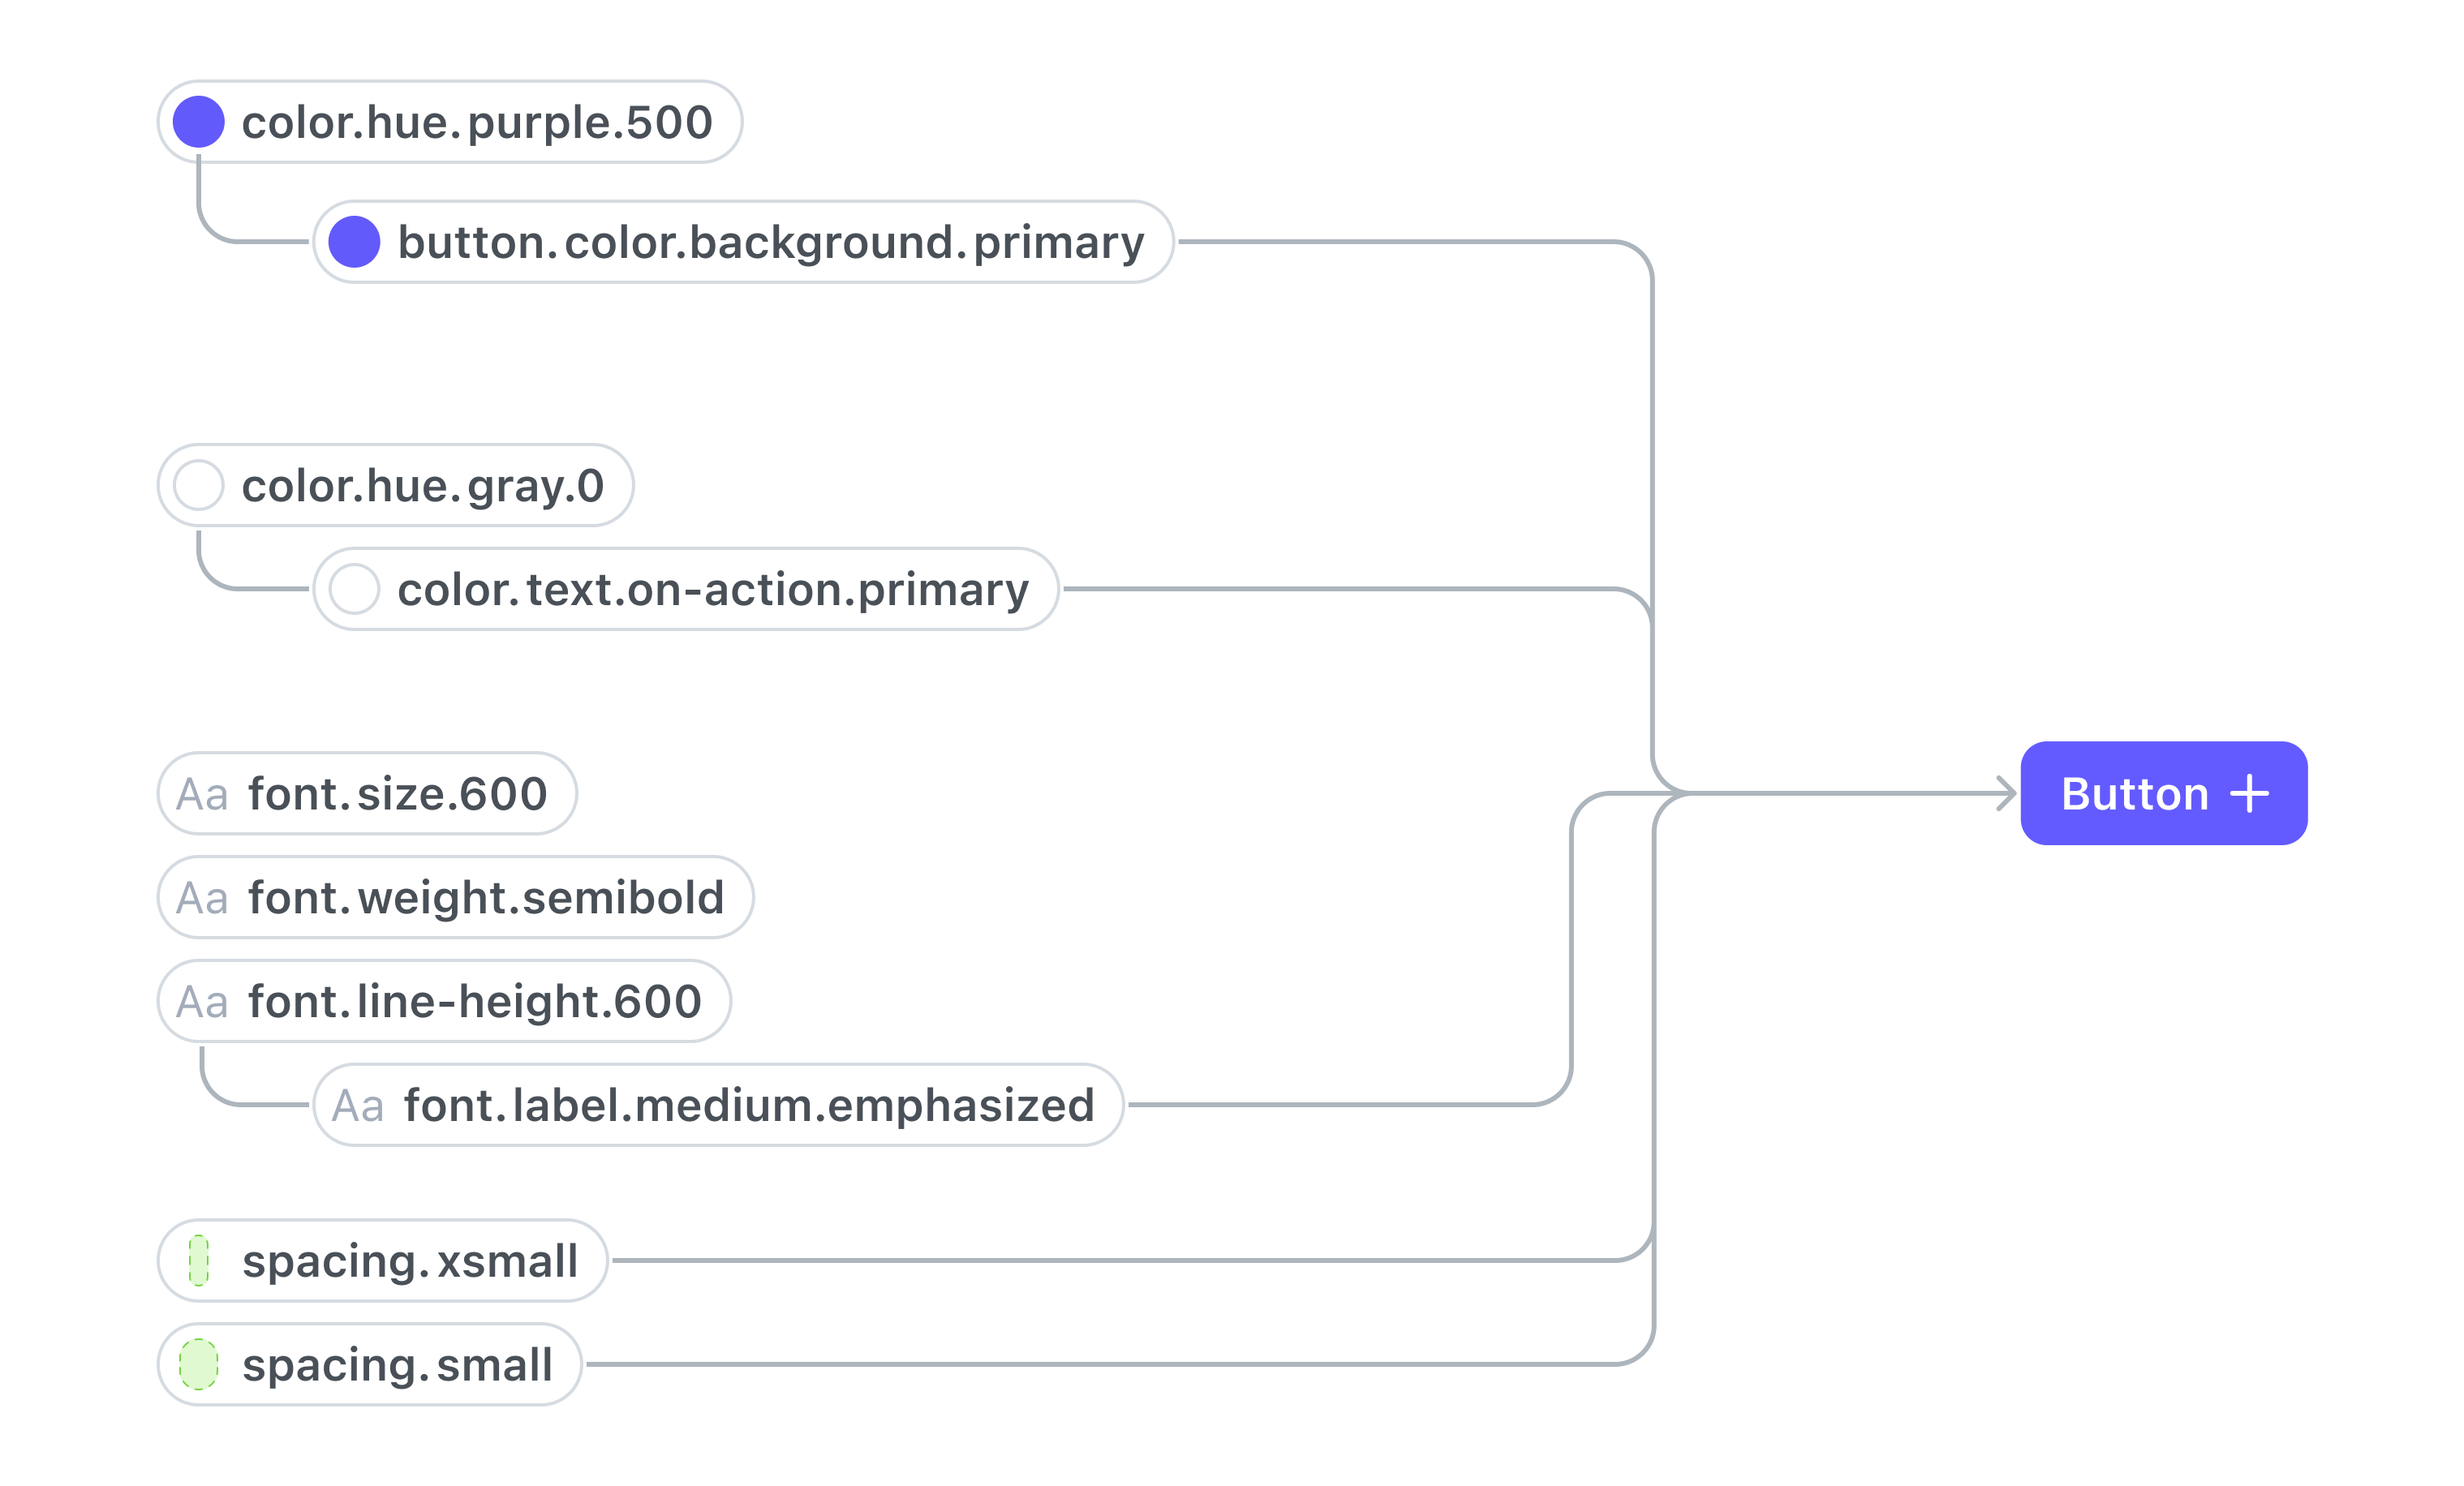 color.hue.purple.500
button.color.background.primary
color.hue.gray.0
color.text.on-action.primary
Aa font.size.600
Button
Aa font.weight.semibold
Aa font.line-height.600
Aa font.label.medium.emphasized
spacing.xsmall
spacing.small